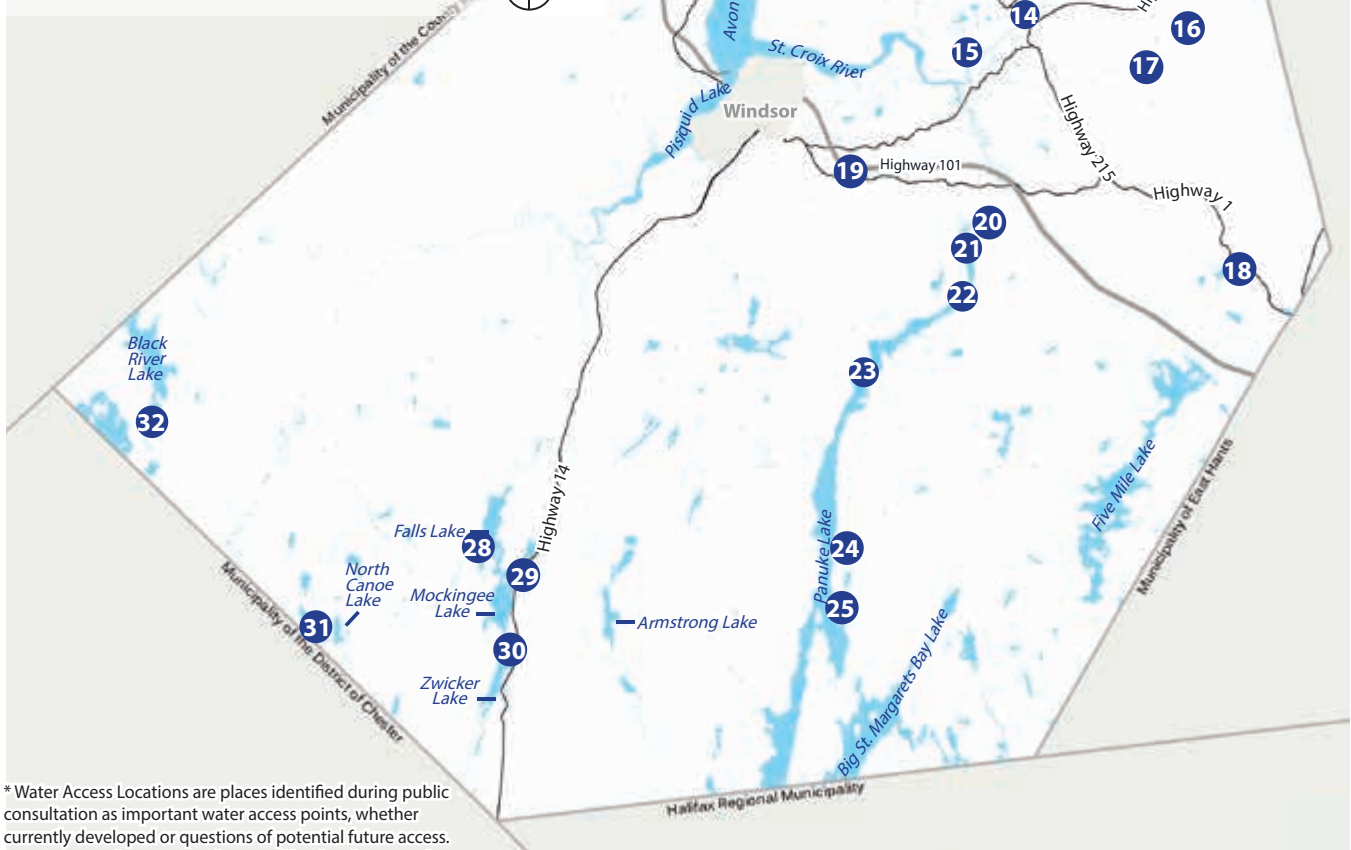 Municipality of the County
Avon
St. Croix River
14
15
16
17
Pisiquid Lake
Windsor
Highway 215
19
Highway 101
Highway 1
20
21
18
22
Black
River
Lake
23
32
Five Mile Lake
Municipality of East Hants
Highway 14
Falls Lake
28
24
Panuke Lake
29
North
Canoe
Lake
Mockingee
Lake
25
31
Armstrong Lake
Municipality of the District of Chester
30
Big St. Margarets Bay Lake
Zwicker
Lake
Halifax Regional Municipality
* Water Access Locations are places identified during public
consultation as important water access points, whether
currently developed or questions of potential future access.